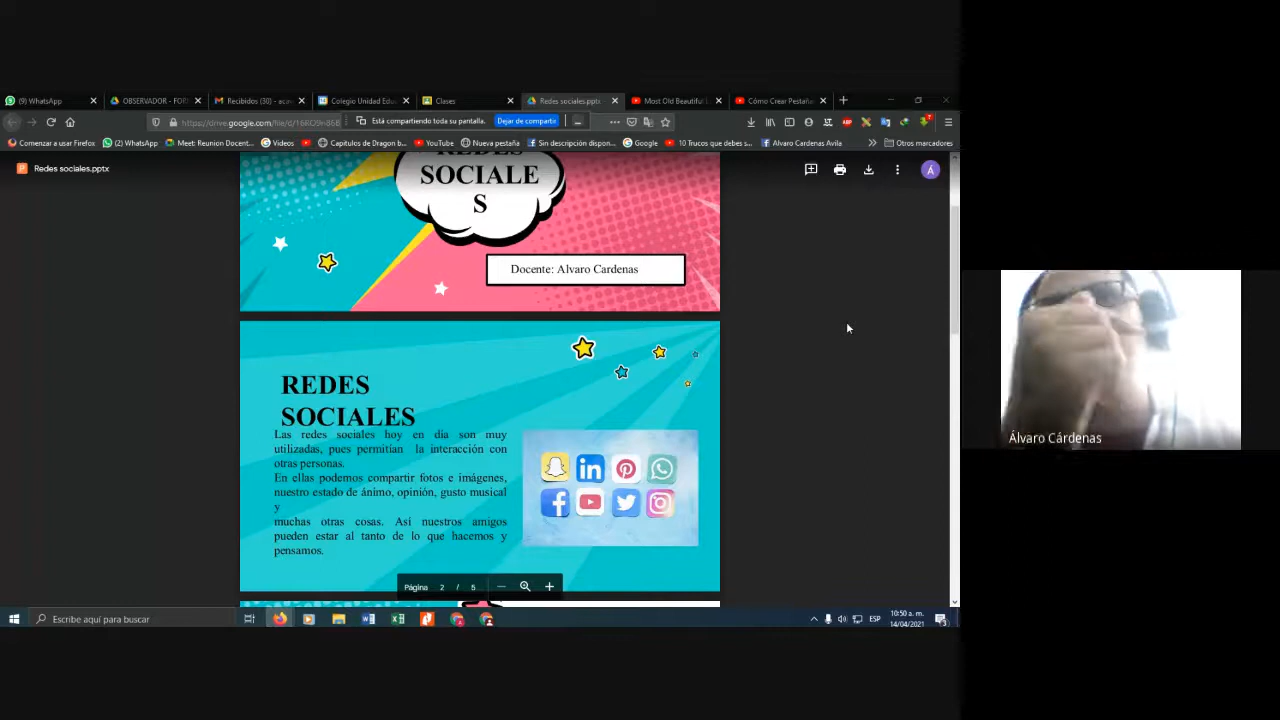 (9) WhatsApp
OBSERVADOR - FOR
Recibidos (30) - aca
Colegio Unidad Edu
Clases
Redes sociales.pptx
Most Old Beautiful
Cómo Crear Pestaña
Está compartiendo toda su pantalla.
Dejar de compartir
Comenzar a usar Firefox
(2) WhatsApp
Meet: Reunion Docent...
Videos
Capitulos de Dragon b...
YouTube
Nueva pestaña
Sin descripción dispon...
Google
10 Trucos que debes s...
Alvaro Cardenas Avila
Otros marcadores
Redes sociales.pptx
Á
REDES
SOCIALE
S
Docente: Alvaro Cardenas
REDES
SOCIALES
Las redes sociales hoy en día son muy
utilizadas, pues permitían la interacción con
otras personas.
En ellas podemos compartir fotos e imágenes,
nuestro estado de ánimo, opinión, gusto musical
y
muchas otras cosas. Así nuestros amigos
pueden estar al tanto de lo que hacemos y
pensamos.
Página 2 / 5
Álvaro Cárdenas
Escribe aquí para buscar
ESP
10:50 a. m.
14/04/2021